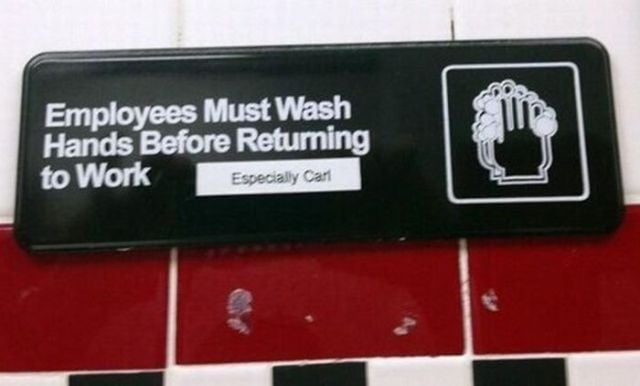 Employees Must Wash
Hands Before Returning
to Work
Especially Carl